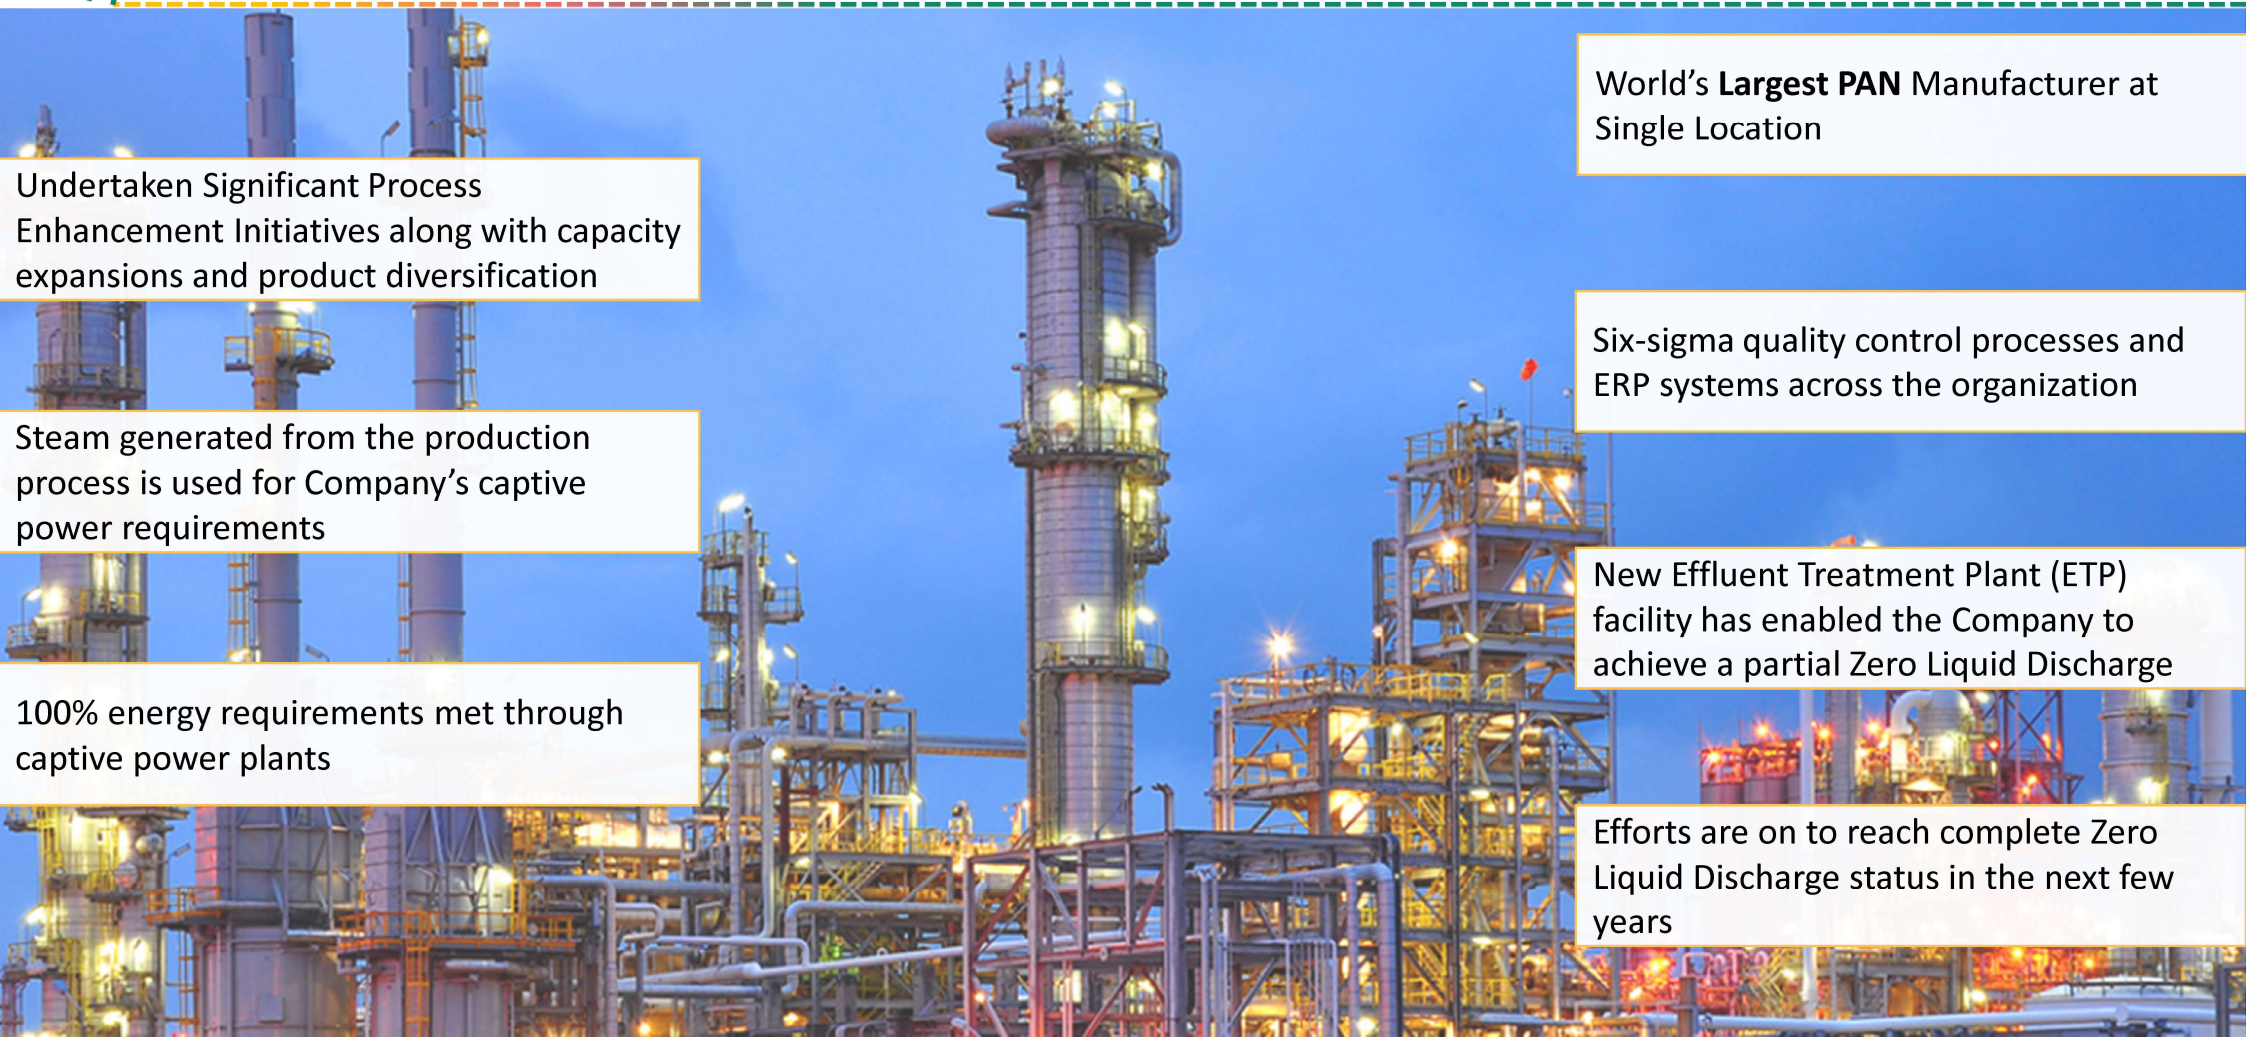 Undertaken Significant Process
Enhancement Initiatives along with capacity
expansions and product diversification
Steam generated from the production
process is used for Company’s captive
power requirements
100% energy requirements met through
captive power plants
World’s Largest PAN Manufacturer at
Single Location
Six-sigma quality control processes and
ERP systems across the organization
New Effluent Treatment Plant (ETP)
facility has enabled the Company to
achieve a partial Zero Liquid Discharge
Efforts are on to reach complete Zero
Liquid Discharge status in the next few
years